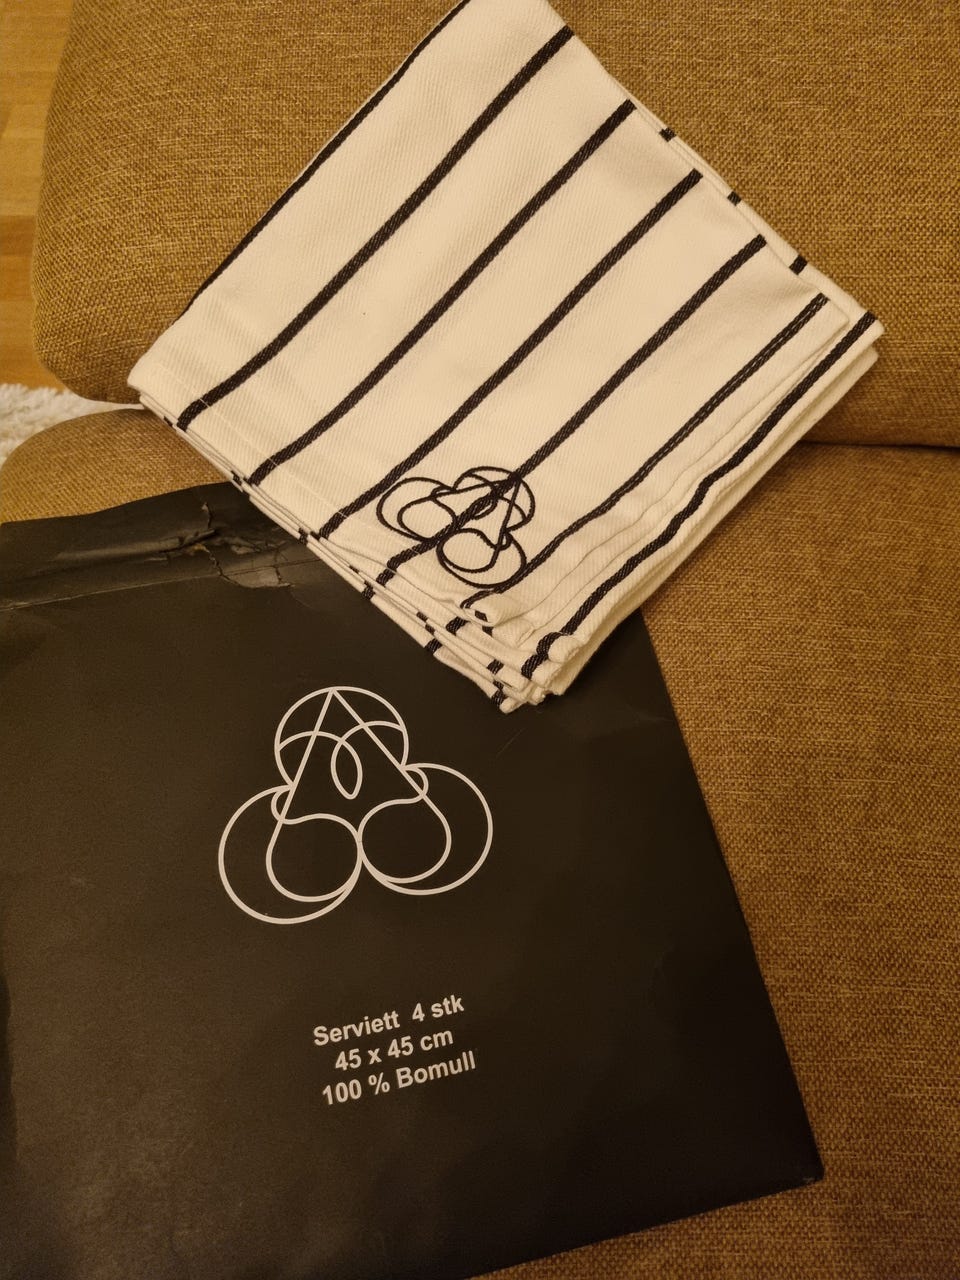 Serviett 4 stk
45 x 45 cm
100 % Bomull